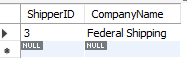 ShipperID CompanyName
3 Federal Shipping
NULL NULL